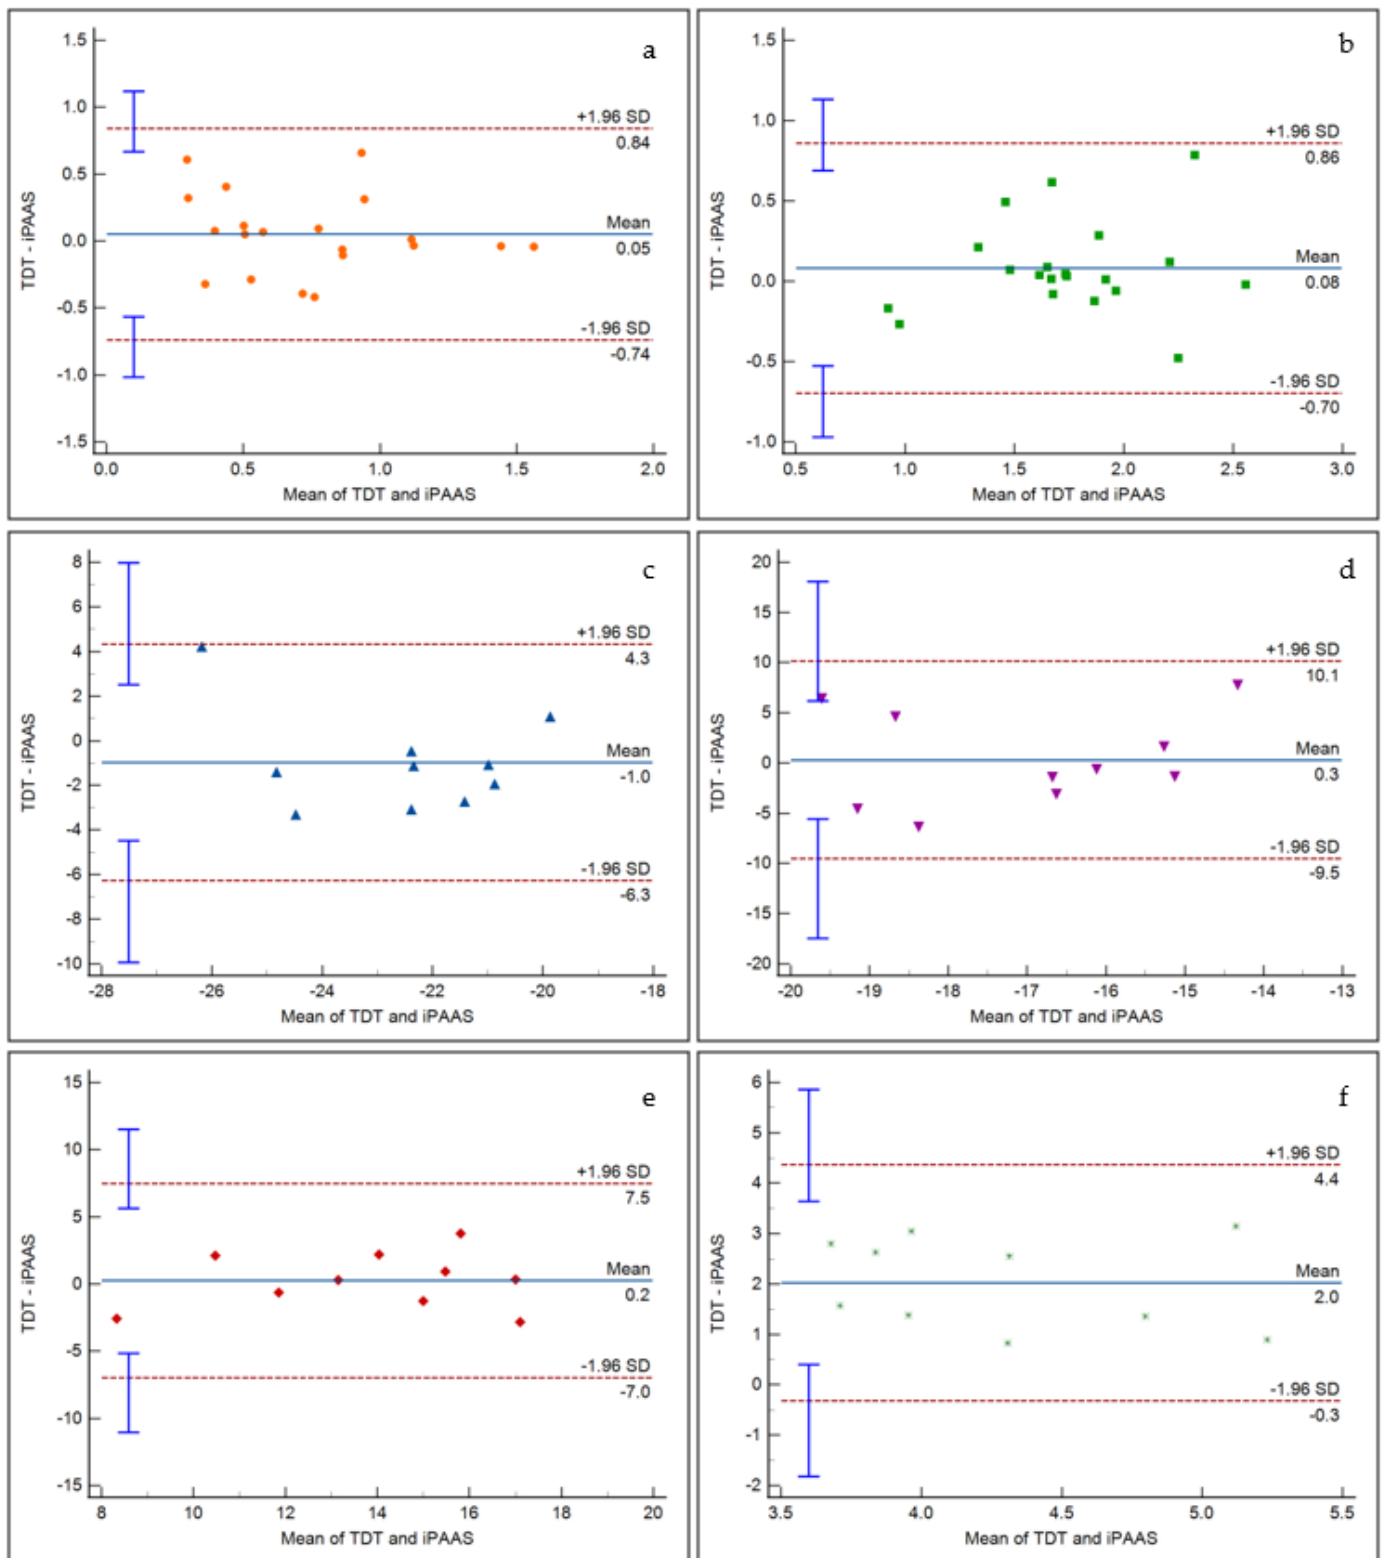 a
1.5
1.0
0.5
0.0
-0.5
-1.0
-1.5
TDT - iPAAS
+1.96 SD
0.84
Mean
0.05
-1.96 SD
-0.74
0.0 0.5 1.0 1.5 2.0
Mean of TDT and iPAAS
b
1.5
1.0
0.5
0.0
-0.5
-1.0
TDT - iPAAS
+1.96 SD
0.86
Mean
0.08
-1.96 SD
-0.70
0.5 1.0 1.5 2.0 2.5 3.0
Mean of TDT and iPAAS
c
8
6
4
2
0
-2
-4
-6
-8
-10
TDT - iPAAS
+1.96 SD
4.3
Mean
-1.0
-1.96 SD
-6.3
-28 -26 -24 -22 -20 -18
Mean of TDT and iPAAS
d
20
15
10
5
0
-5
-10
-15
-20
TDT - iPAAS
+1.96 SD
10.1
Mean
0.3
-1.96 SD
-9.5
-20 -19 -18 -17 -16 -15 -14 -13
Mean of TDT and iPAAS
e
15
10
5
0
-5
-10
-15
TDT - iPAAS
+1.96 SD
7.5
Mean
0.2
-1.96 SD
-7.0
8 10 12 14 16 18 20
Mean of TDT and iPAAS
f
6
5
4
3
2
1
0
-1
-2
TDT - iPAAS
+1.96 SD
4.4
Mean
2.0
-1.96 SD
-0.3
3.5 4.0 4.5 5.0 5.5
Mean of TDT and iPAAS